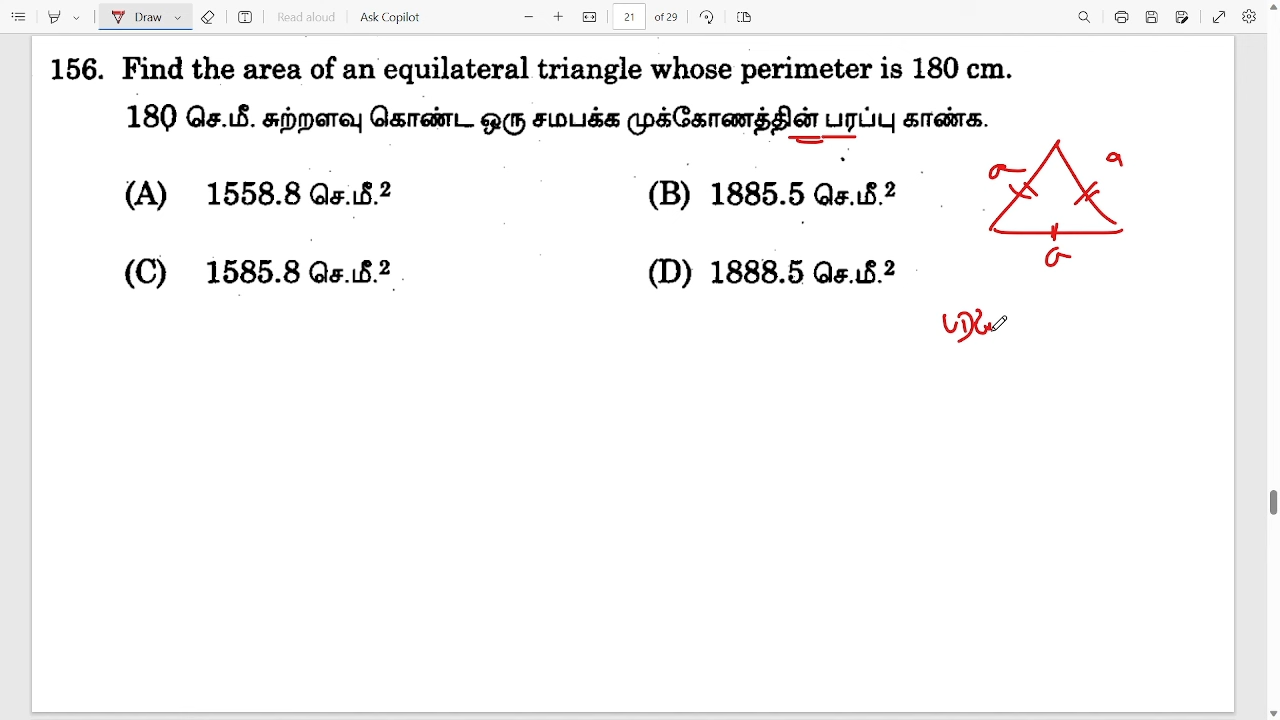 Draw
Read aloud
Ask Copilot
21 of 29
156. Find the area of an equilateral triangle whose perimeter is 180 cm.
180 செ.மீ. சுற்றளவு கொண்ட ஒரு சமபக்க முக்கோணத்தின் பரப்பு காண்க.
(A) 1558.8 செ.மீ.² (B) 1885.5 செ.மீ.²
(C) 1585.8 செ.மீ.² (D) 1888.5 செ.மீ.²
a a
a